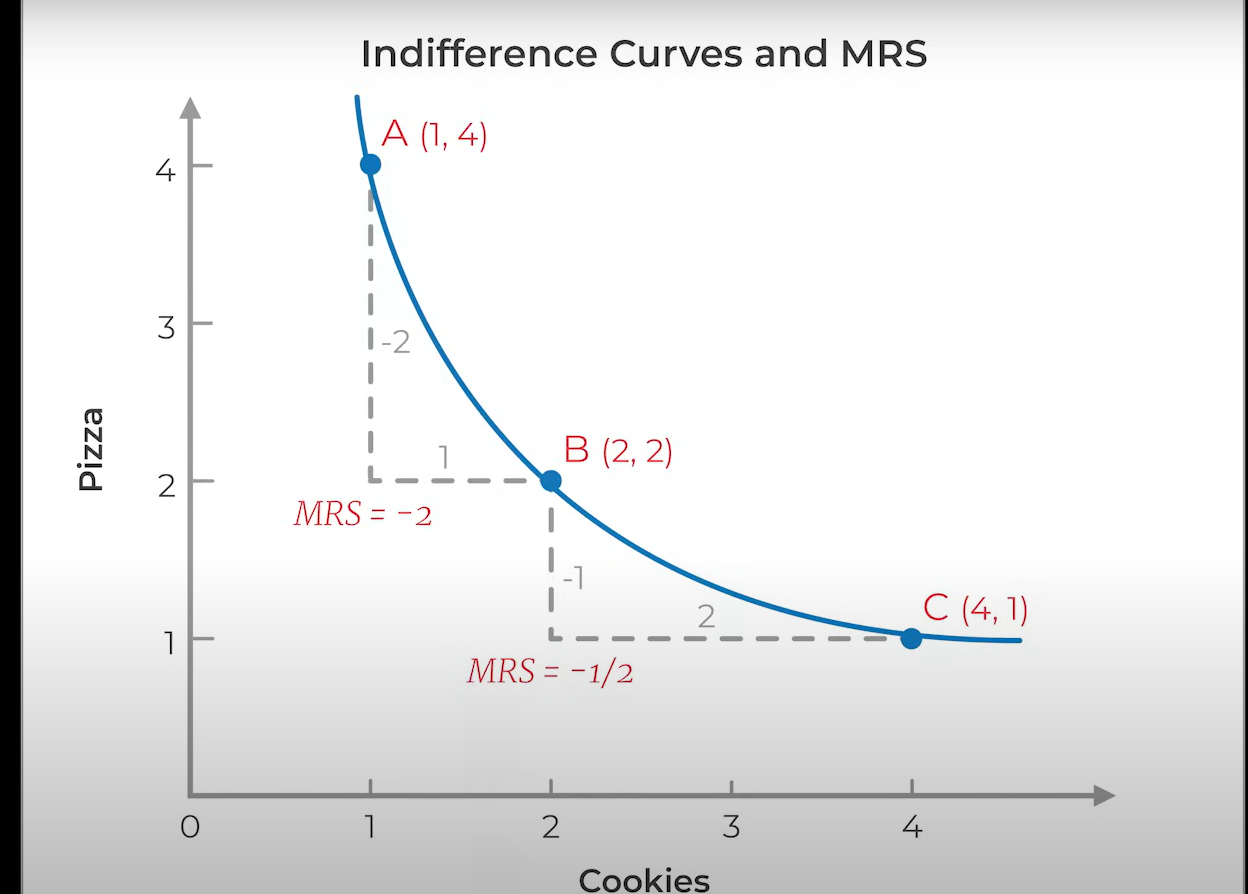 Indifference Curves and MRS
A (1, 4)
4
3
-2
Pizza
1
B (2, 2)
2
MRS = −2
-1
2
C (4, 1)
1
MRS = −1/2
0 1 2 3 4
Cookies